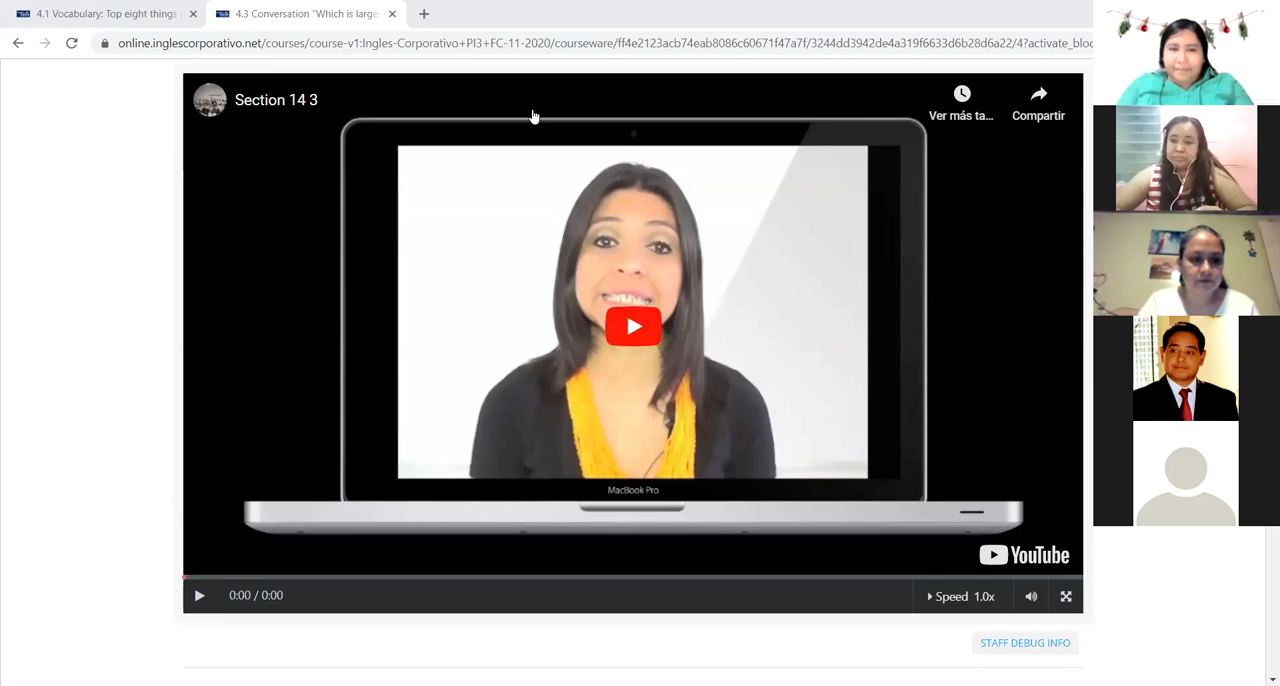 4.1 Vocabulary: Top eight things
4.3 Conversation "Which is large
online.inglescorporativo.net/courses/course-v1:Ingles-Corporativo+PI3+FC-11-2020/courseware/ff4e2123acb74eab8086c60671f47a7f/3244dd3942de4a319f6633d6b28d6a22/4?activate_bloc
Section 14 3
Ver más ta...
Compartir
MacBook Pro
YouTube
0:00 / 0:00
Speed 1.0x
STAFF DEBUG INFO